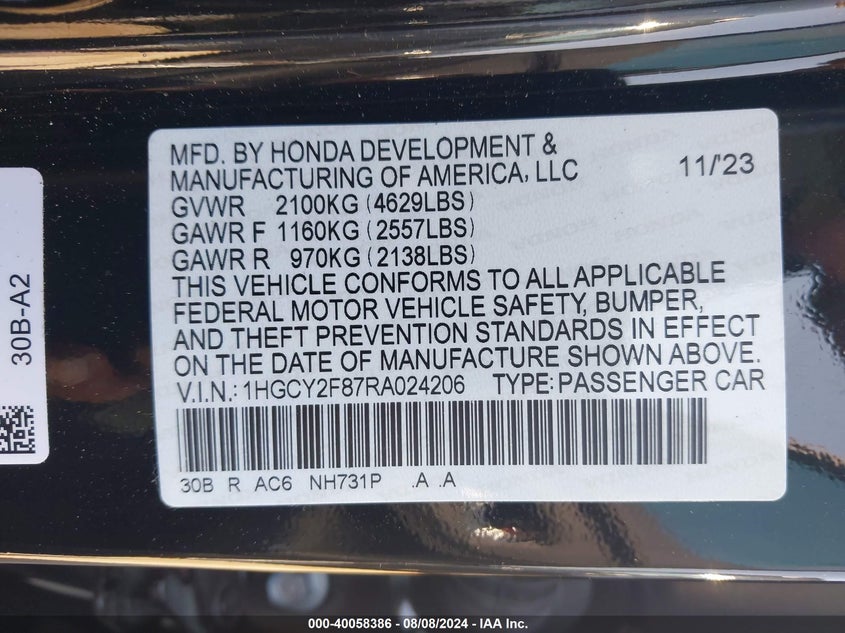 MFD. BY HONDA DEVELOPMENT &
MANUFACTURING OF AMERICA, LLC 11/'23
GVWR 2100KG (4629LBS)
GAWR F 1160KG (2557LBS)
GAWR R 970KG (2138LBS)
THIS VEHICLE CONFORMS TO ALL APPLICABLE
FEDERAL MOTOR VEHICLE SAFETY, BUMPER,
AND THEFT PREVENTION STANDARDS IN EFFECT
ON THE DATE OF MANUFACTURE SHOWN ABOVE.
V.I.N.: 1HGCY2F87RA024206 TYPE: PASSENGER CAR
30B R AC6 NH731P .A .A
30B-A2
000-40058386 - 08/08/2024 - IAA Inc.